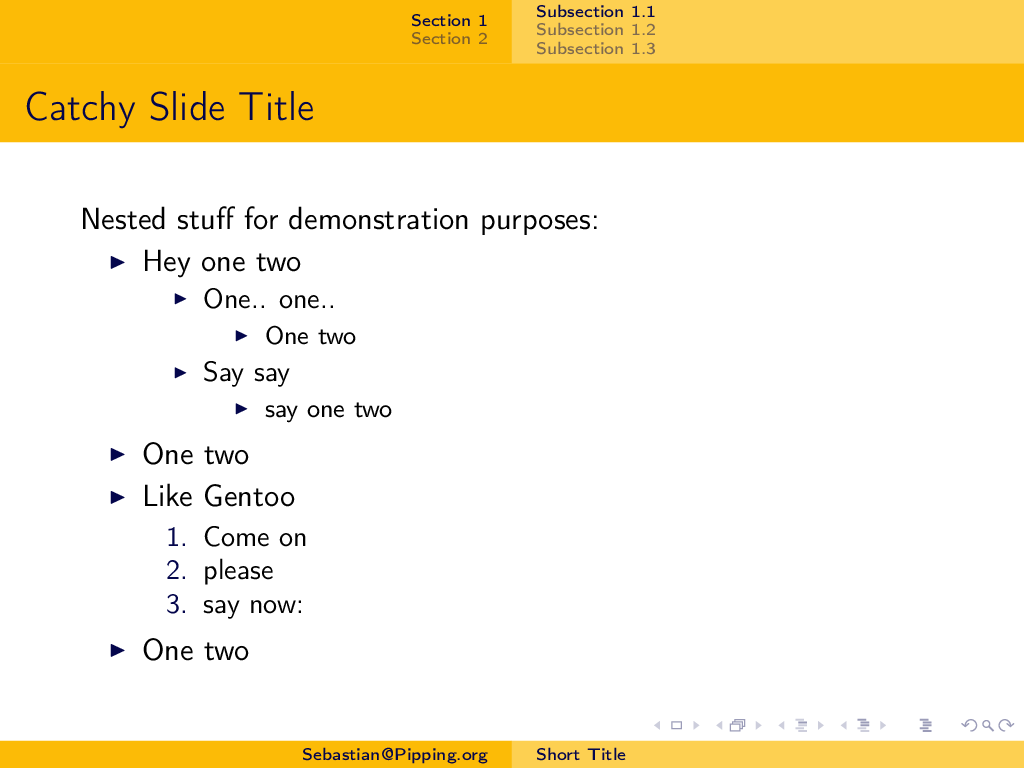 Section 1
Section 2
Subsection 1.1
Subsection 1.2
Subsection 1.3
Catchy Slide Title
Nested stuff for demonstration purposes:
Hey one two
One.. one..
One two
Say say
say one two
One two
Like Gentoo
1. Come on
2. please
3. say now:
One two
Sebastian@Pipping.org
Short Title